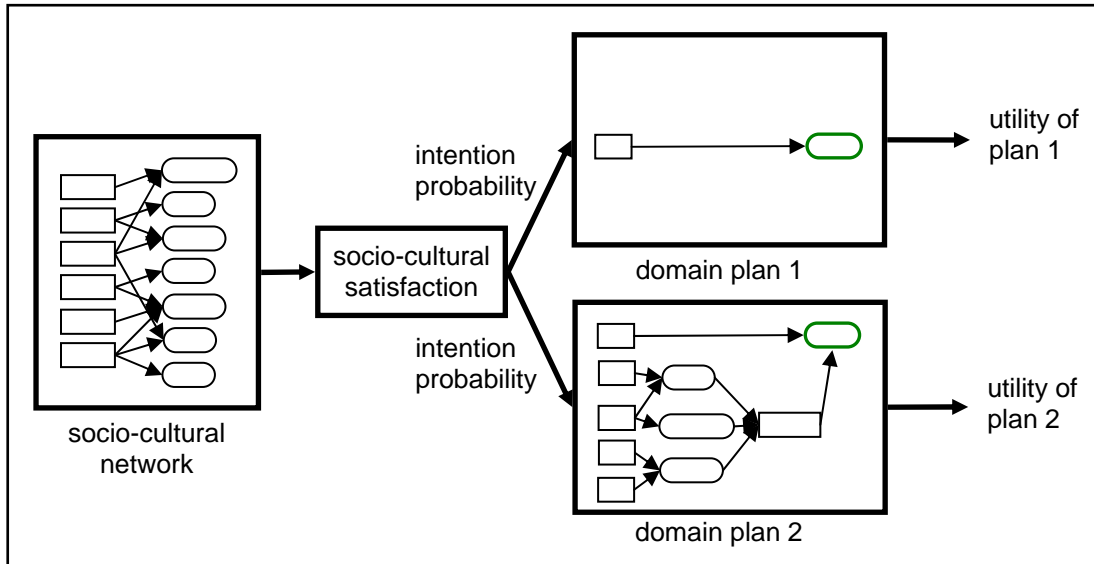 socio-cultural
network
socio-cultural
satisfaction
intention
probability
intention
probability
domain plan 1
domain plan 2
utility of
plan 1
utility of
plan 2